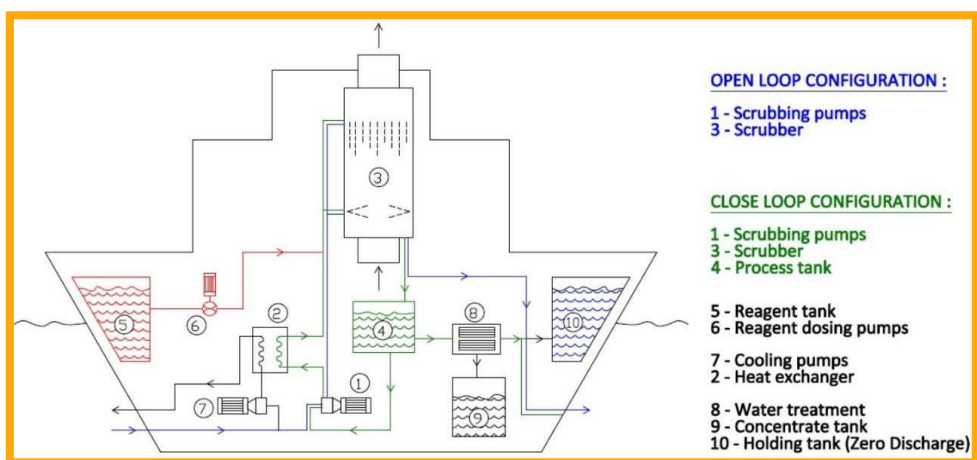 OPEN LOOP CONFIGURATION :
1 - Scrubbing pumps
3 - Scrubber
CLOSE LOOP CONFIGURATION :
1 - Scrubbing pumps
3 - Scrubber
4 - Process tank
5 - Reagent tank
6 - Reagent dosing pumps
7 - Cooling pumps
2 - Heat exchanger
8 - Water treatment
9 - Concentrate tank
10 - Holding tank (Zero Discharge)
3
5
6
2
4
8
10
1
7
9